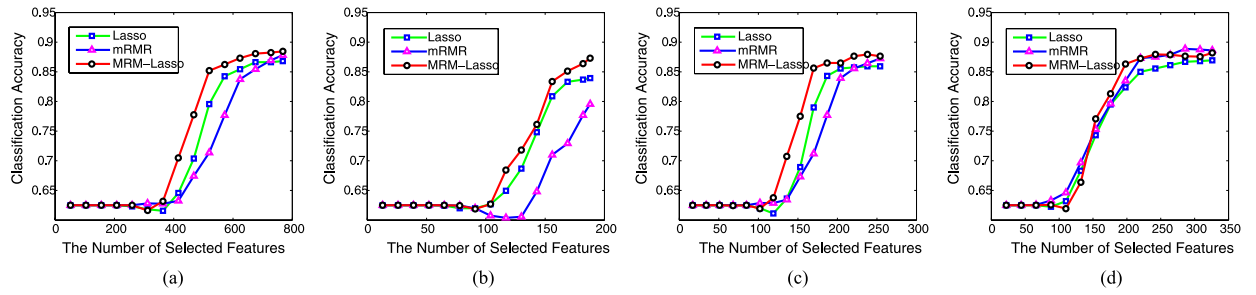 0.95
0.9
0.85
0.8
0.75
0.7
0.65
Classification Accuracy
Lasso
mRMR
MRM-Lasso
0 200 400 600 800
The Number of Selected Features
(a)
0.95
0.9
0.85
0.8
0.75
0.7
0.65
Classification Accuracy
Lasso
mRMR
MRM-Lasso
0 50 100 150 200
The Number of Selected Features
(b)
0.95
0.9
0.85
0.8
0.75
0.7
0.65
Classification Accuracy
Lasso
mRMR
MRM-Lasso
0 50 100 150 200 250 300
The Number of Selected Features
(c)
0.95
0.9
0.85
0.8
0.75
0.7
0.65
Classification Accuracy
Lasso
mRMR
MRM-Lasso
0 50 100 150 200 250 300 350
The Number of Selected Features
(d)